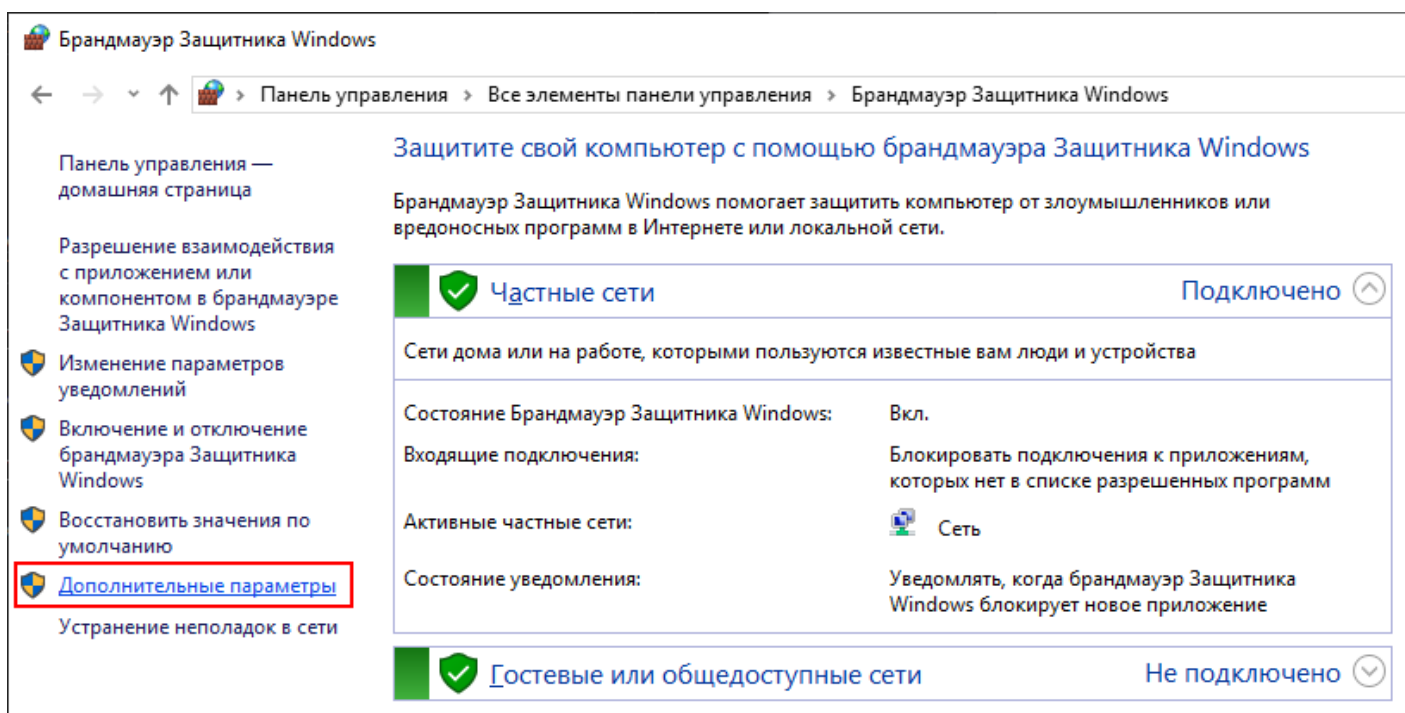 Брандмауэр Защитника Windows
Панель управления › Все элементы панели управления › Брандмауэр Защитника Windows
Панель управления —
домашняя страница
Разрешение взаимодействия
с приложением или
компонентом в брандмауэре
Защитника Windows
Изменение параметров
уведомлений
Включение и отключение
брандмауэра Защитника
Windows
Восстановить значения по
умолчанию
Дополнительные параметры
Устранение неполадок в сети
Защитите свой компьютер с помощью брандмауэра Защитника Windows
Брандмауэр Защитника Windows помогает защитить компьютер от злоумышленников или
вредоносных программ в Интернете или локальной сети.
Частные сети Подключено
Сети дома или на работе, которыми пользуются известные вам люди и устройства
Состояние Брандмауэр Защитника Windows: Вкл.
Входящие подключения: Блокировать подключения к приложениям,
которых нет в списке разрешенных программ
Активные частные сети: Сеть
Состояние уведомления: Уведомлять, когда брандмауэр Защитника
Windows блокирует новое приложение
Гостевые или общедоступные сети Не подключено